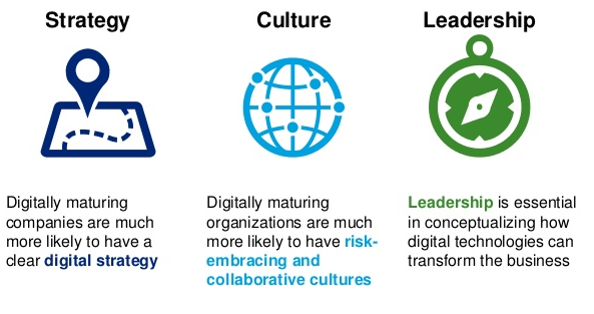 Strategy
Digitally maturing
companies are much
more likely to have a
clear digital strategy
Culture
Digitally maturing
organizations are much
more likely to have risk-
embracing and
collaborative cultures
Leadership
Leadership is essential
in conceptualizing how
digital technologies can
transform the business